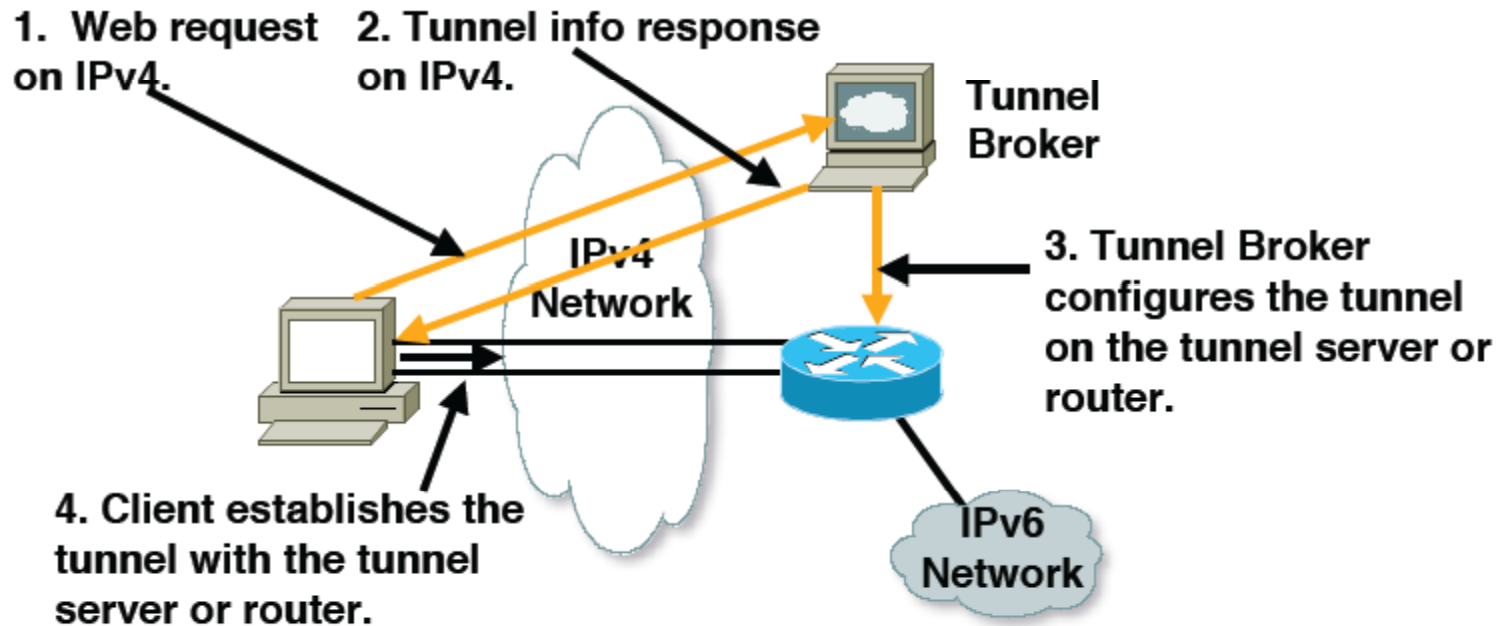 1. Web request
on IPv4.
2. Tunnel info response
on IPv4.
Tunnel
Broker
IPv4
Network
3. Tunnel Broker
configures the tunnel
on the tunnel server or
router.
4. Client establishes the
tunnel with the tunnel
server or router.
IPv6
Network